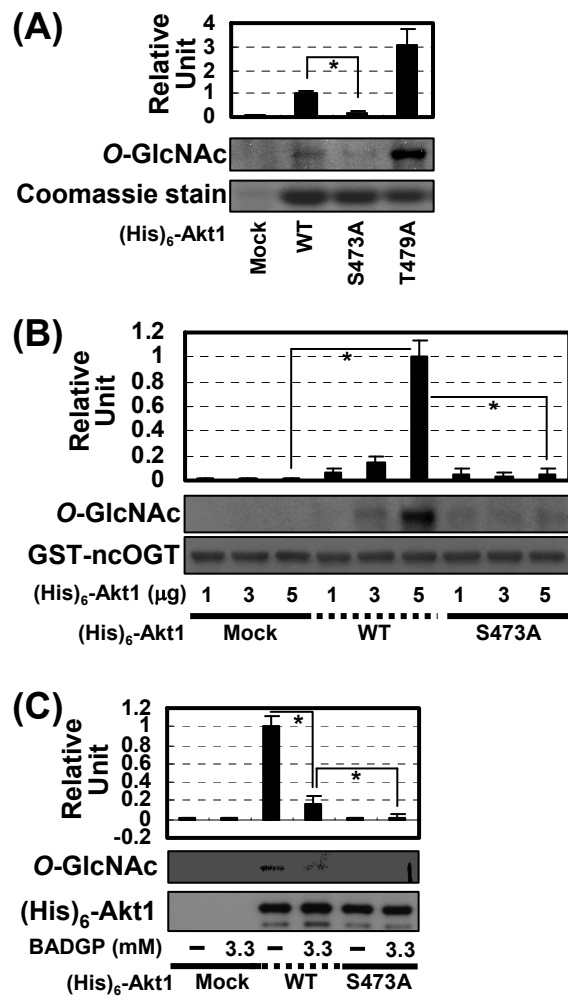 (A)
Relative Unit
4
3
2
1
0
*
O-GlcNAc
Coomassie stain
(His)6-Akt1
Mock
WT
S473A
T479A
(B)
Relative Unit
1.2
1
0.8
0.6
0.4
0.2
0
*
*
O-GlcNAc
GST-ncOGT
(His)6-Akt1 (μg) 1 3 5 1 3 5 1 3 5
(His)6-Akt1 Mock WT S473A
(C)
Relative Unit
1.2
1
0.8
0.6
0.4
0.2
0
-0.2
*
*
O-GlcNAc
(His)6-Akt1
BADGP (mM) – 3.3 – 3.3 – 3.3
(His)6-Akt1 Mock WT S473A